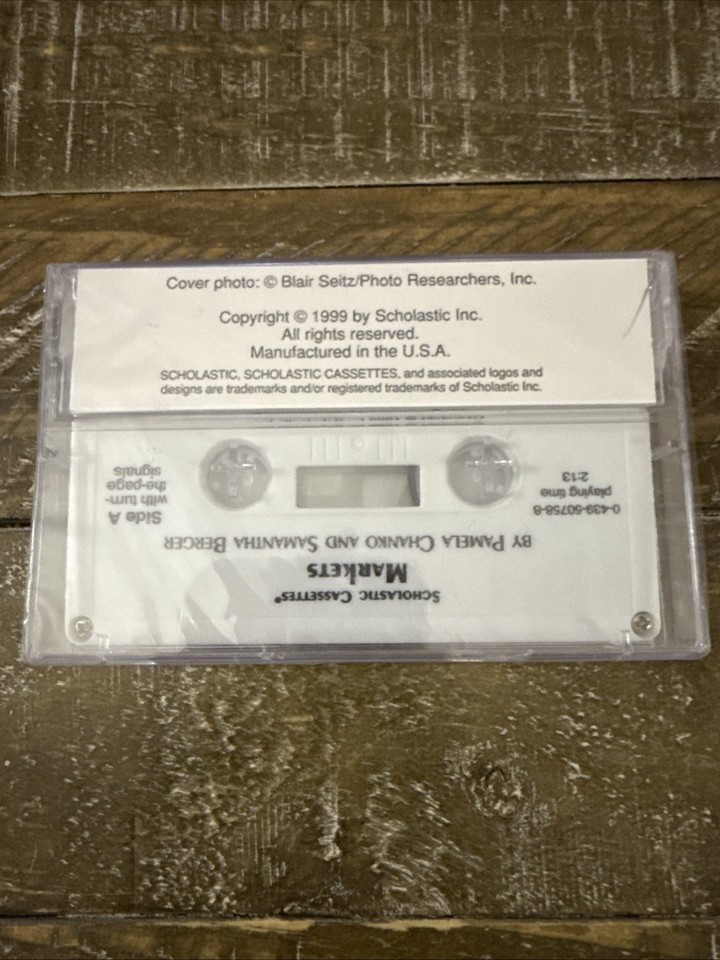 Cover photo: © Blair Seitz/Photo Researchers, Inc.
Copyright © 1999 by Scholastic Inc.
All rights reserved.
Manufactured in the U.S.A.
SCHOLASTIC, SCHOLASTIC CASSETTES, and associated logos and
designs are trademarks and/or registered trademarks of Scholastic Inc.
SCHOLASTIC CASSETTES®
MARKETS
BY PAMELA CHANKO AND SAMANTHA BERGER
0-439-50758-8
playing time
2:13
Side A
with turn-
the-page
signals